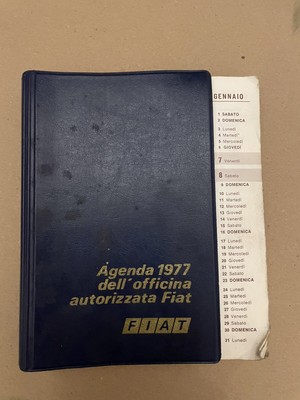 Agenda 1977
dell'officina
autorizzata Fiat
FIAT
GENNAIO
1 SABATO
2 DOMENICA
3 Lunedì
4 Martedì
5 Mercoledì
6 GIOVEDÌ
7 Venerdì
8 Sabato
9 DOMENICA
10 Lunedì
11 Martedì
12 Mercoledì
13 Giovedì
14 Venerdì
15 Sabato
16 DOMENICA
17 Lunedì
18 Martedì
19 Mercoledì
20 Giovedì
21 Venerdì
22 Sabato
23 DOMENICA
24 Lunedì
25 Martedì
26 Mercoledì
27 Giovedì
28 Venerdì
29 Sabato
30 DOMENICA
31 Lunedì